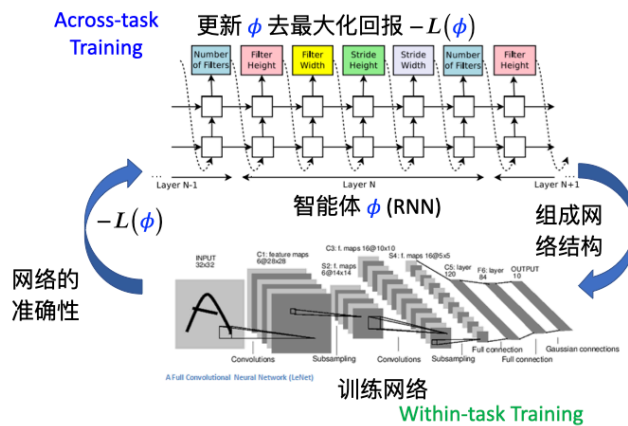 Across-task
Training
更新 ϕ 去最大化回报 −L(ϕ)
Number of Filters
Filter Height
Filter Width
Stride Height
Stride Width
Number of Filters
Filter Height
...
Layer N-1
Layer N
Layer N+1
...
智能体 ϕ (RNN)
−L(ϕ)
网络的
准确性
组成网
络结构
INPUT
32x32
C1: feature maps
6@28x28
S2: f. maps
6@14x14
C3: f. maps 16@10x10
S4: f. maps 16@5x5
C5: layer
120
F6: layer
84
OUTPUT
10
Convolutions
Subsampling
Convolutions
Subsampling
Full connection
Full connection
Gaussian connections
A Full Convolutional Neural Network (LeNet)
训练网络
Within-task Training